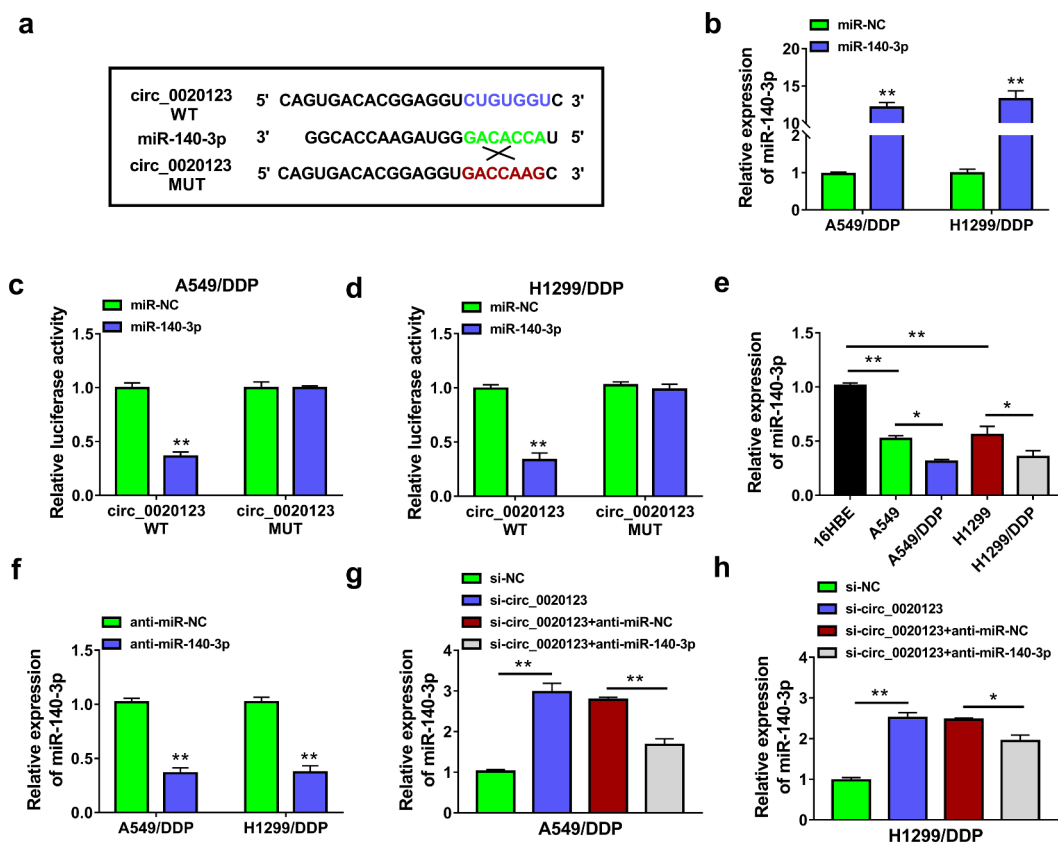 a
circ_0020123
WT
5' CAGUGACACGGAGGUCUGUGGUC 3'
miR-140-3p
3' GGCACCAAGAUGGGACACCAU 5'
circ_0020123
MUT
5' CAGUGACACGGAGGUGACCAAGC 3'
b
miR-NC
miR-140-3p
Relative expression
of miR-140-3p
20
15
10
2
1
0
**
**
A549/DDP
H1299/DDP
c
A549/DDP
miR-NC
miR-140-3p
Relative luciferase activity
1.5
1.0
0.5
0.0
**
circ_0020123
WT
circ_0020123
MUT
d
H1299/DDP
miR-NC
miR-140-3p
Relative luciferase activity
1.5
1.0
0.5
0.0
**
circ_0020123
WT
circ_0020123
MUT
e
Relative expression
of miR-140-3p
1.5
1.0
0.5
0.0
**
**
*
*
16HBE
A549
A549/DDP
H1299
H1299/DDP
f
anti-miR-NC
anti-miR-140-3p
Relative expression
of miR-140-3p
1.5
1.0
0.5
0.0
**
**
A549/DDP
H1299/DDP
g
si-NC
si-circ_0020123
si-circ_0020123+anti-miR-NC
si-circ_0020123+anti-miR-140-3p
Relative expression
of miR-140-3p
4
3
2
1
0
**
**
A549/DDP
h
si-NC
si-circ_0020123
si-circ_0020123+anti-miR-NC
si-circ_0020123+anti-miR-140-3p
Relative expression
of miR-140-3p
4
3
2
1
0
**
*
H1299/DDP